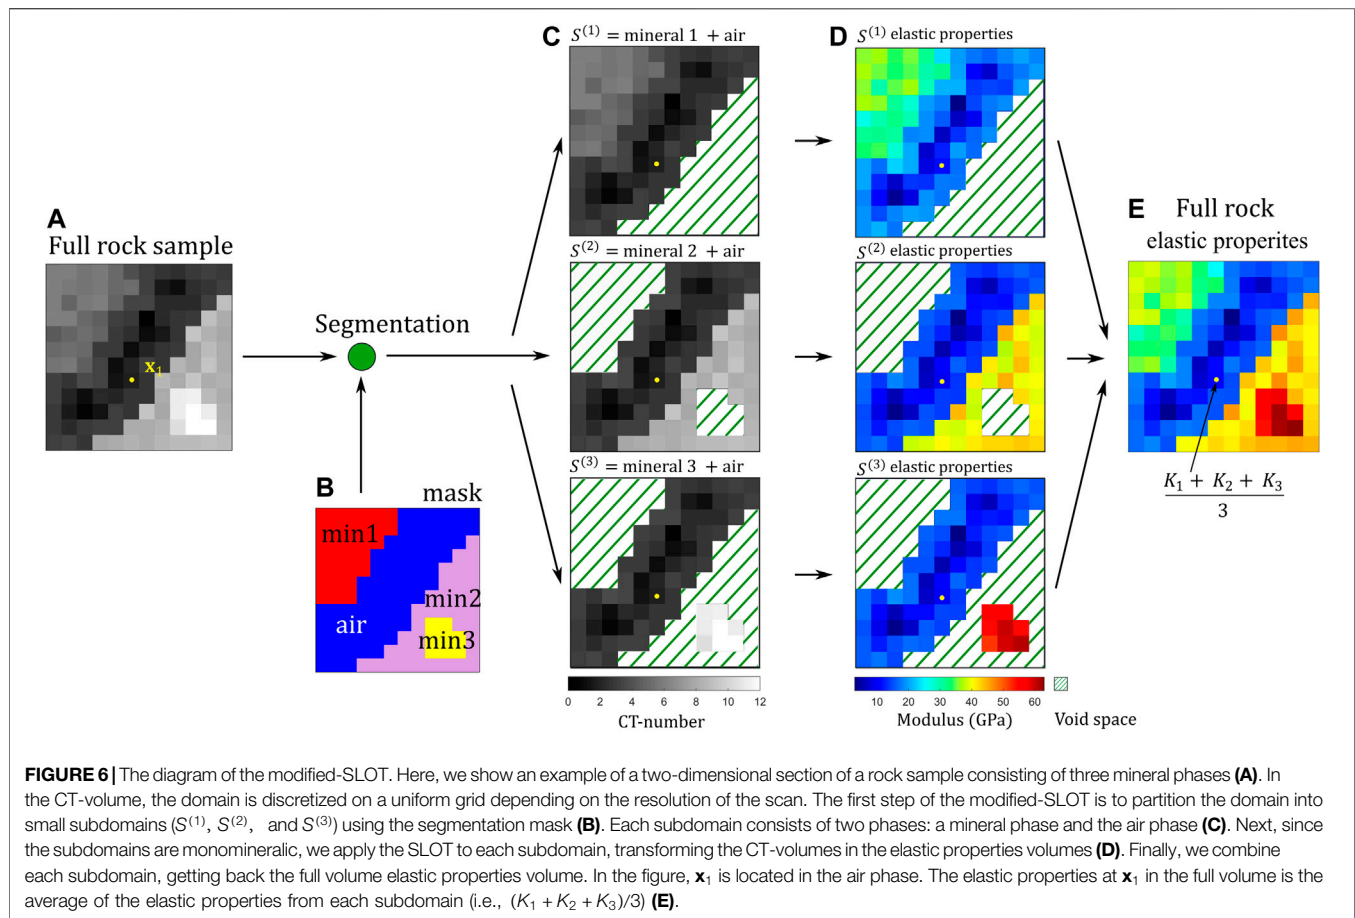 A
Full rock sample
x₁
Segmentation
B
mask
min1
min2
air
min3
C
S⁽¹⁾ = mineral 1 + air
S⁽²⁾ = mineral 2 + air
S⁽³⁾ = mineral 3 + air
0 2 4 6 8 10 12
CT-number
D
S⁽¹⁾ elastic properties
S⁽²⁾ elastic properties
S⁽³⁾ elastic properties
10 20 30 40 50 60
Modulus (GPa)
Void space
E
Full rock
elastic properites
K₁ + K₂ + K₃
3
FIGURE 6 | The diagram of the modified-SLOT. Here, we show an example of a two-dimensional section of a rock sample consisting of three mineral phases (A). In
the CT-volume, the domain is discretized on a uniform grid depending on the resolution of the scan. The first step of the modified-SLOT is to partition the domain into
small subdomains (S⁽¹⁾, S⁽²⁾, and S⁽³⁾) using the segmentation mask (B). Each subdomain consists of two phases: a mineral phase and the air phase (C). Next, since
the subdomains are monomineralic, we apply the SLOT to each subdomain, transforming the CT-volumes in the elastic properties volumes (D). Finally, we combine
each subdomain, getting back the full volume elastic properties volume. In the figure, x₁ is located in the air phase. The elastic properties at x₁ in the full volume is the
average of the elastic properties from each subdomain (i.e., (K₁ + K₂ + K₃)/3) (E).